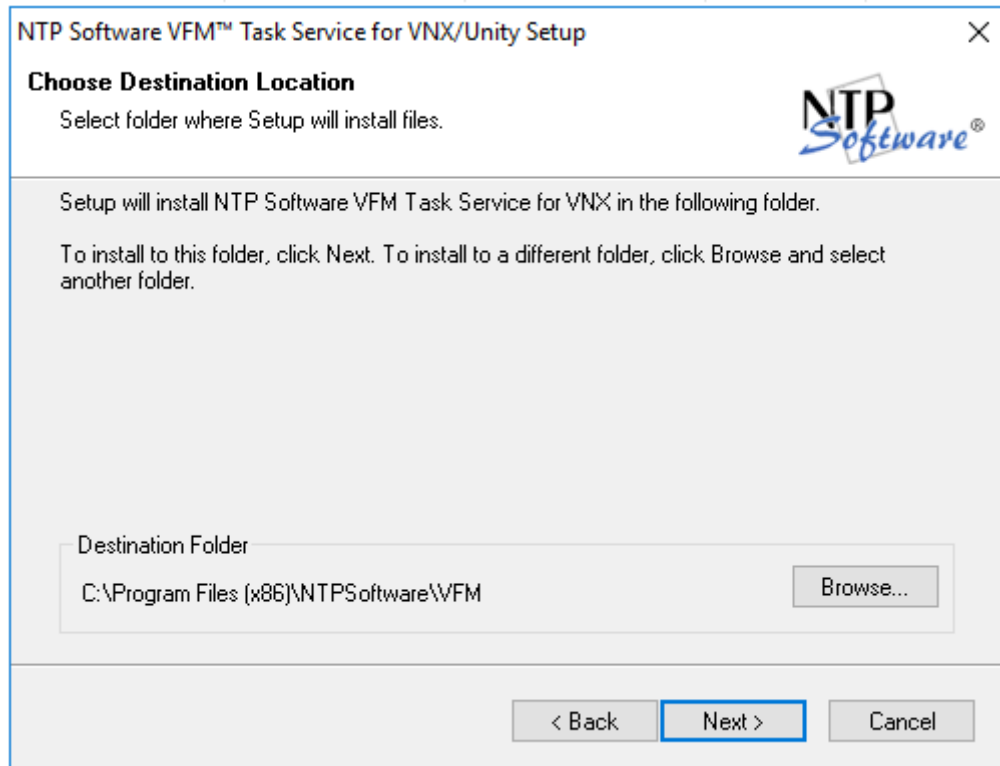 NTP Software VFM™ Task Service for VNX/Unity Setup
Choose Destination Location
Select folder where Setup will install files.
NTP
Software®
Setup will install NTP Software VFM Task Service for VNX in the following folder.
To install to this folder, click Next. To install to a different folder, click Browse and select
another folder.
Destination Folder
C:\Program Files (x86)\NTPSoftware\VFM
Browse...
< Back
Next >
Cancel